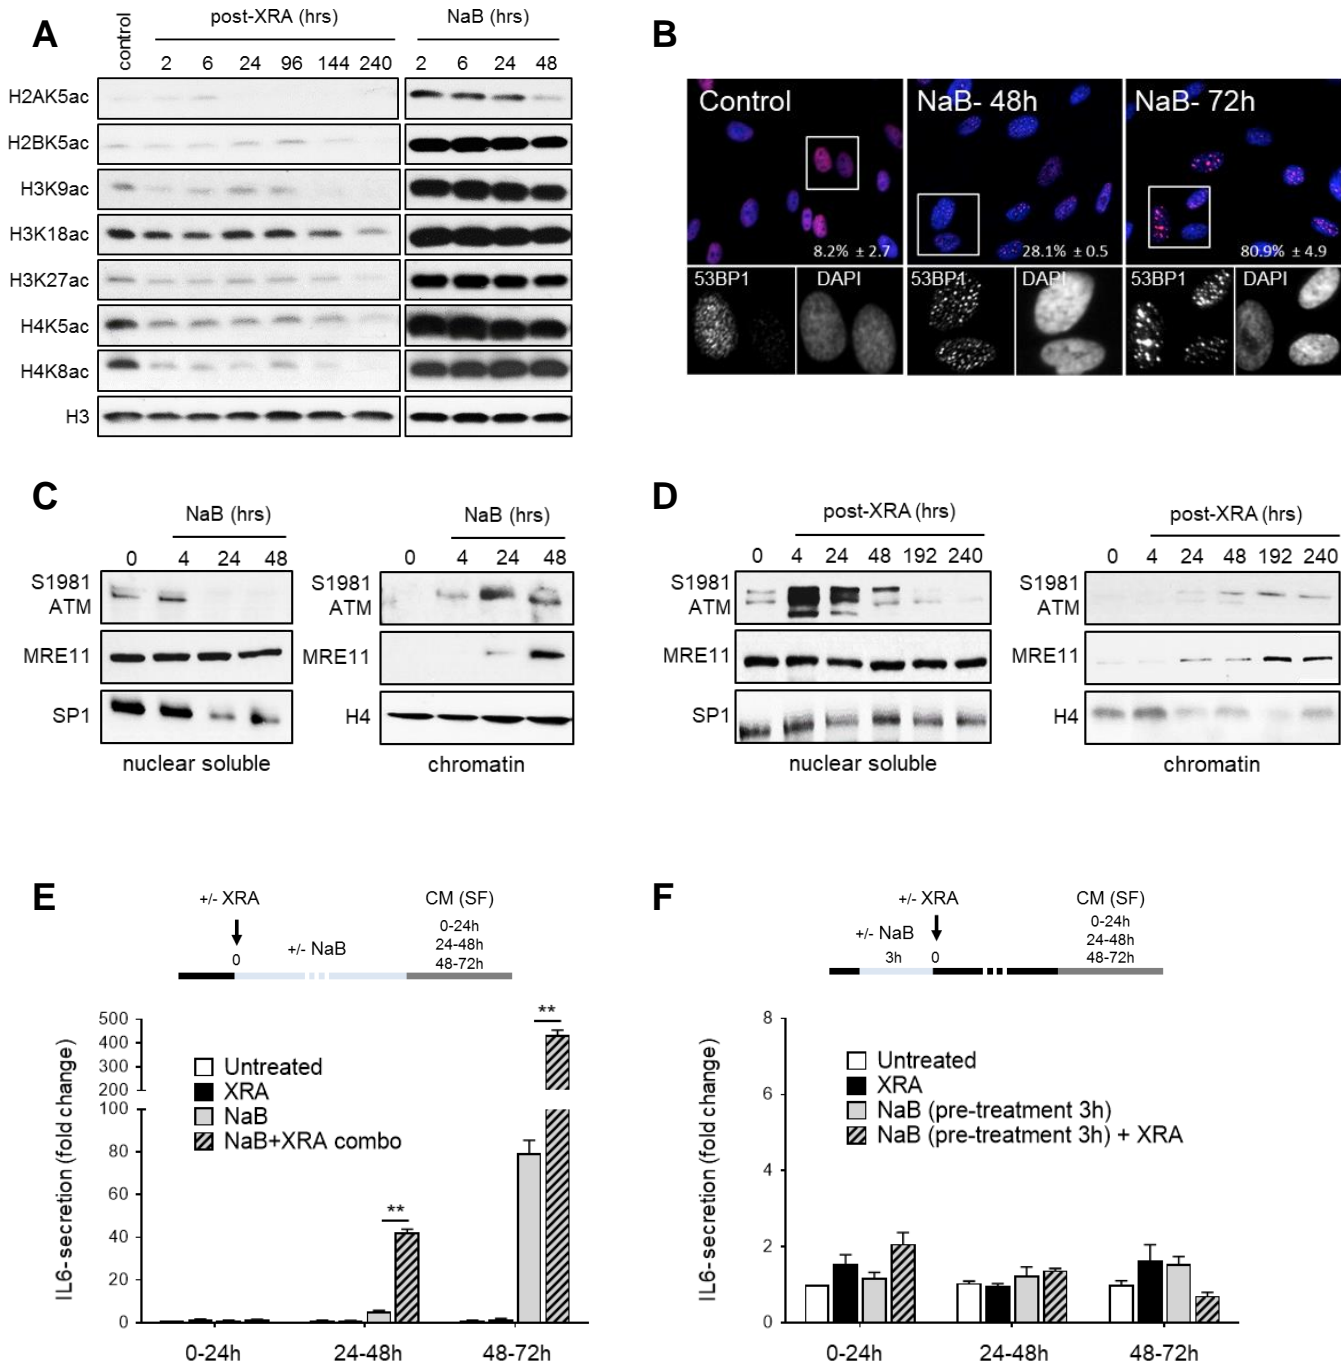 A
control
post-XRA (hrs)
NaB (hrs)
2 6 24 96 144 240
2 6 24 48
H2AK5ac
H2BK5ac
H3K9ac
H3K18ac
H3K27ac
H4K5ac
H4K8ac
H3
B
Control
NaB- 48h
NaB- 72h
8.2% ± 2.7
28.1% ± 0.5
80.9% ± 4.9
53BP1 DAPI
53BP1 DAPI
53BP1 DAPI
C
NaB (hrs)
0 4 24 48
S1981
ATM
MRE11
SP1
nuclear soluble
NaB (hrs)
0 4 24 48
S1981
ATM
MRE11
H4
chromatin
D
post-XRA (hrs)
0 4 24 48 192 240
S1981
ATM
MRE11
SP1
nuclear soluble
post-XRA (hrs)
0 4 24 48 192 240
S1981
ATM
MRE11
H4
chromatin
E
+/- XRA
0
+/- NaB
CM (SF)
0-24h
24-48h
48-72h
IL6-secretion (fold change)
500
400
300
200
100
80
60
40
20
0
Untreated
XRA
NaB
NaB+XRA combo
**
**
0-24h 24-48h 48-72h
F
+/- XRA
+/- NaB
3h 0
CM (SF)
0-24h
24-48h
48-72h
IL6-secretion (fold change)
8
6
4
2
0
Untreated
XRA
NaB (pre-treatment 3h)
NaB (pre-treatment 3h) + XRA
0-24h 24-48h 48-72h